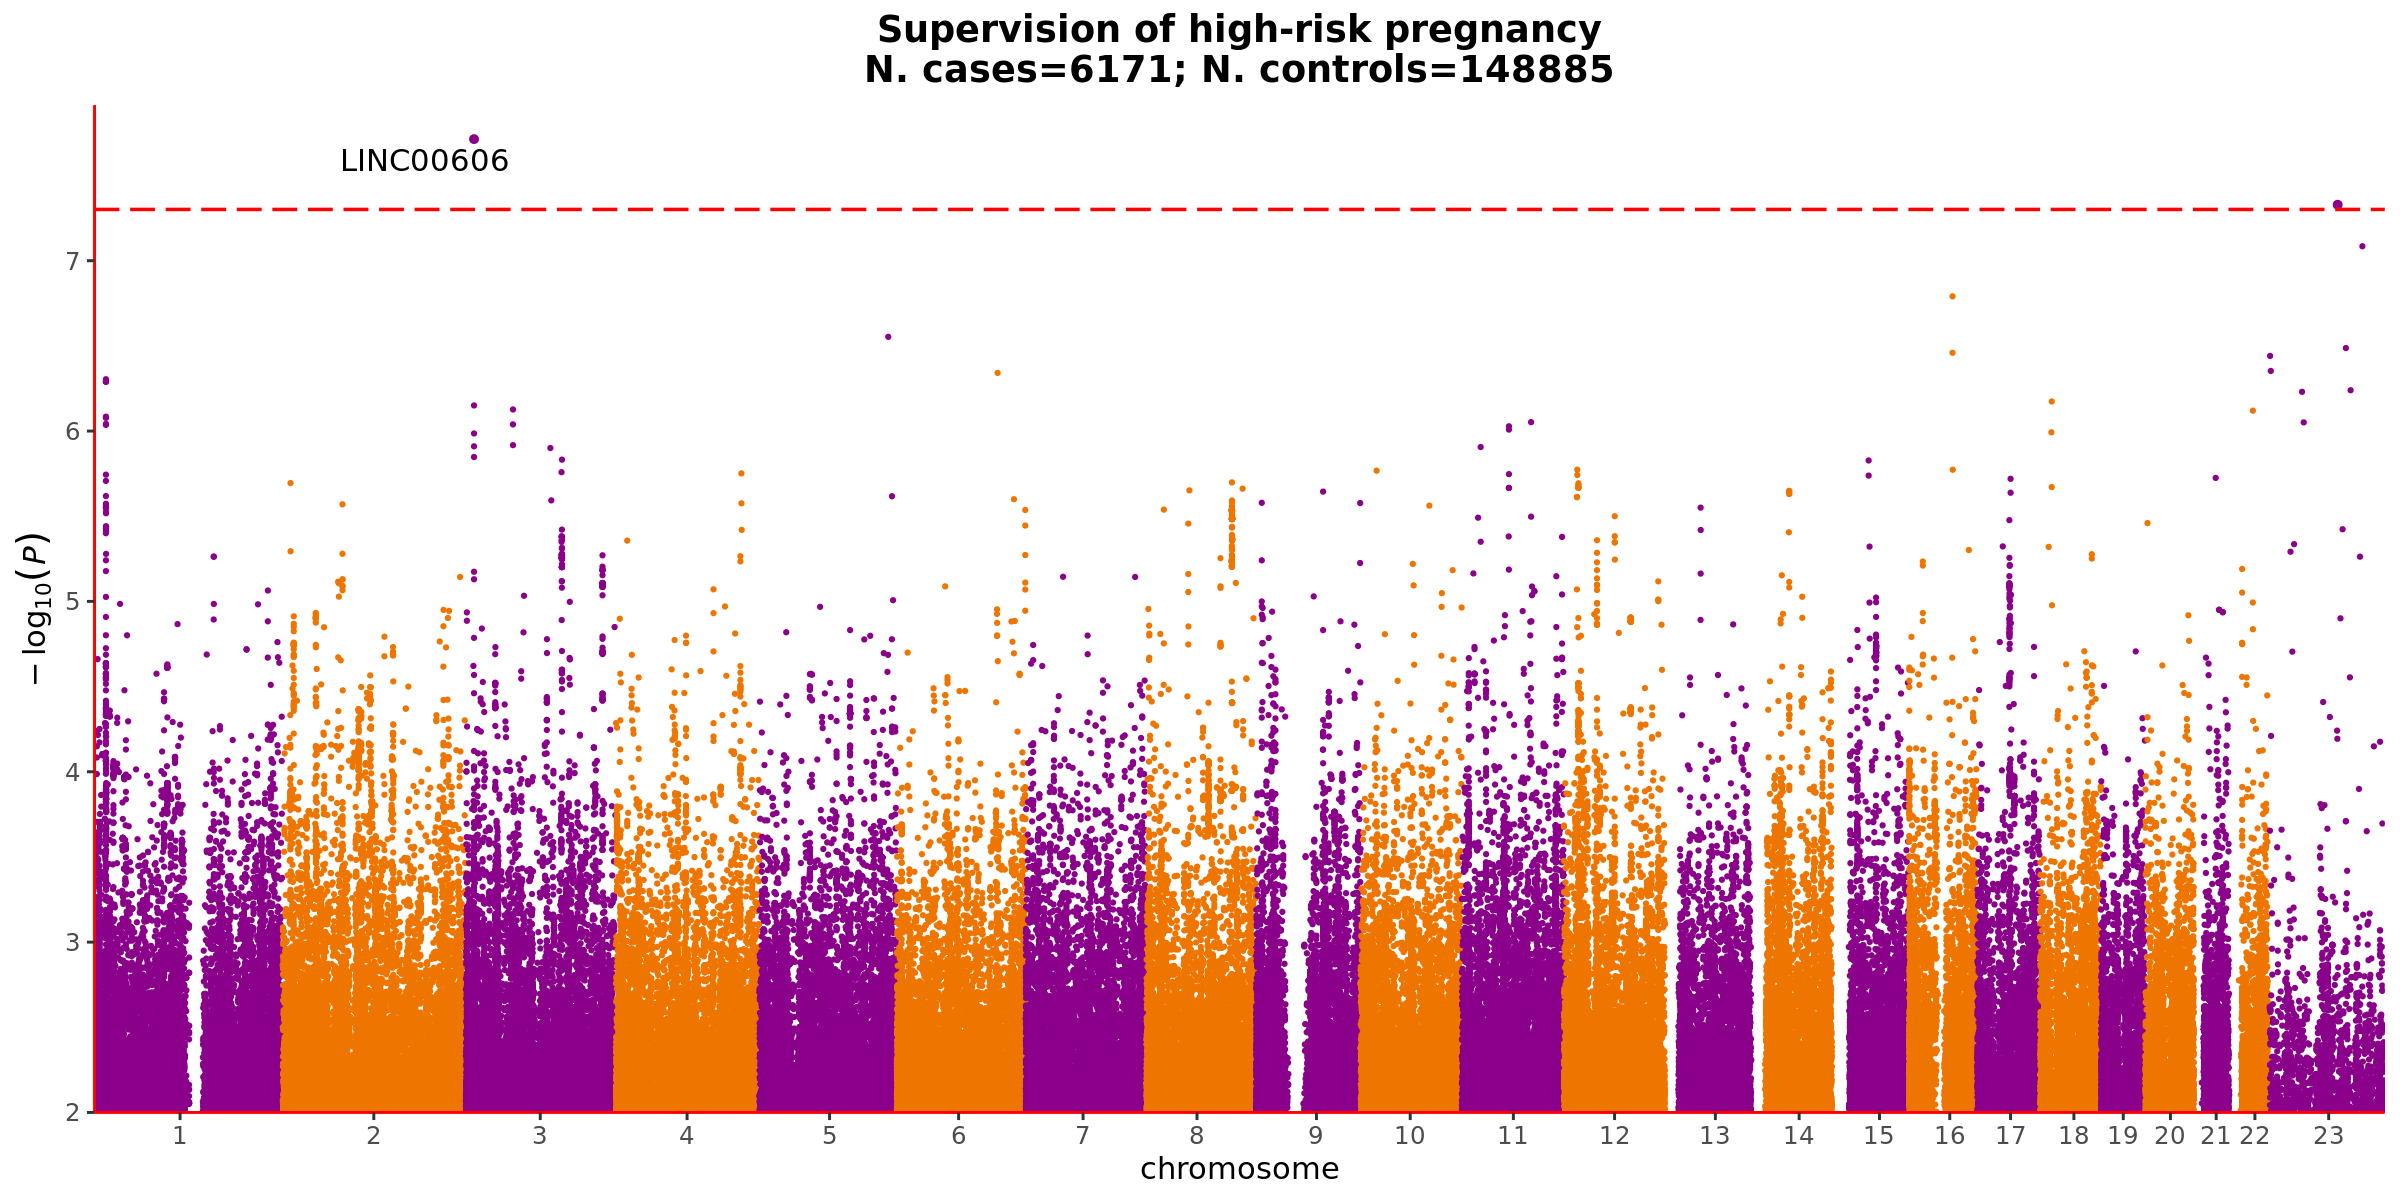 Supervision of high-risk pregnancy
N. cases=6171; N. controls=148885
LINC00606
7
6
5
4
3
2
−log10(P)
1 2 3 4 5 6 7 8 9 10 11 12 13 14 15 16 17 18 19 20 21 22 23
chromosome